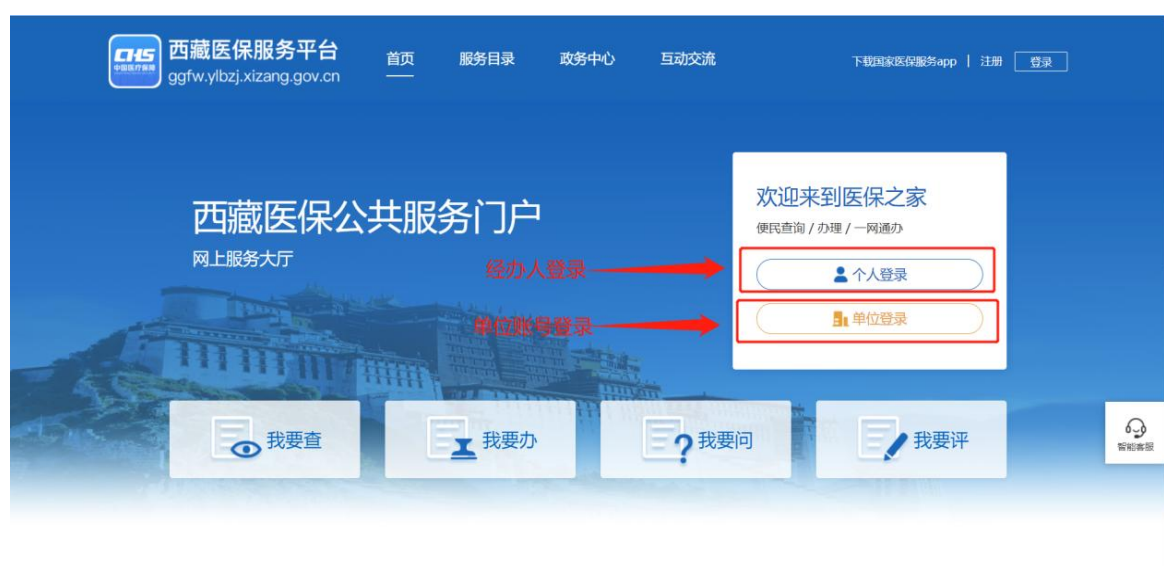 CHS
中国医疗保障
西藏医保服务平台
ggfw.ylbzj.xizang.gov.cn
首页 服务目录 政务中心 互动交流
下载国家医保服务app | 注册 登录
西藏医保公共服务门户
网上服务大厅
欢迎来到医保之家
便民查询 / 办理 / 一网通办
经办人登录
个人登录
单位账号登录
单位登录
我要查
我要办
我要问
我要评
智能客服